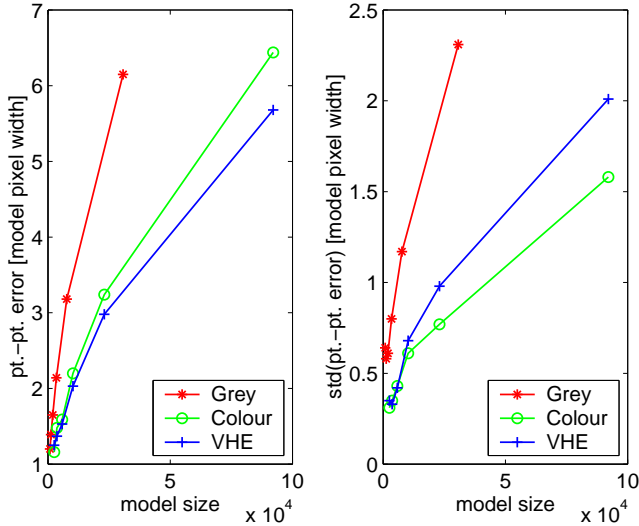 7
6
5
4
3
2
1
pt.−pt. error [model pixel width]
0
5
10
x 10^4
model size
Grey
Colour
VHE
2.5
2
1.5
1
0.5
0
std(pt.−pt. error) [model pixel width]
0
5
10
x 10^4
model size
Grey
Colour
VHE